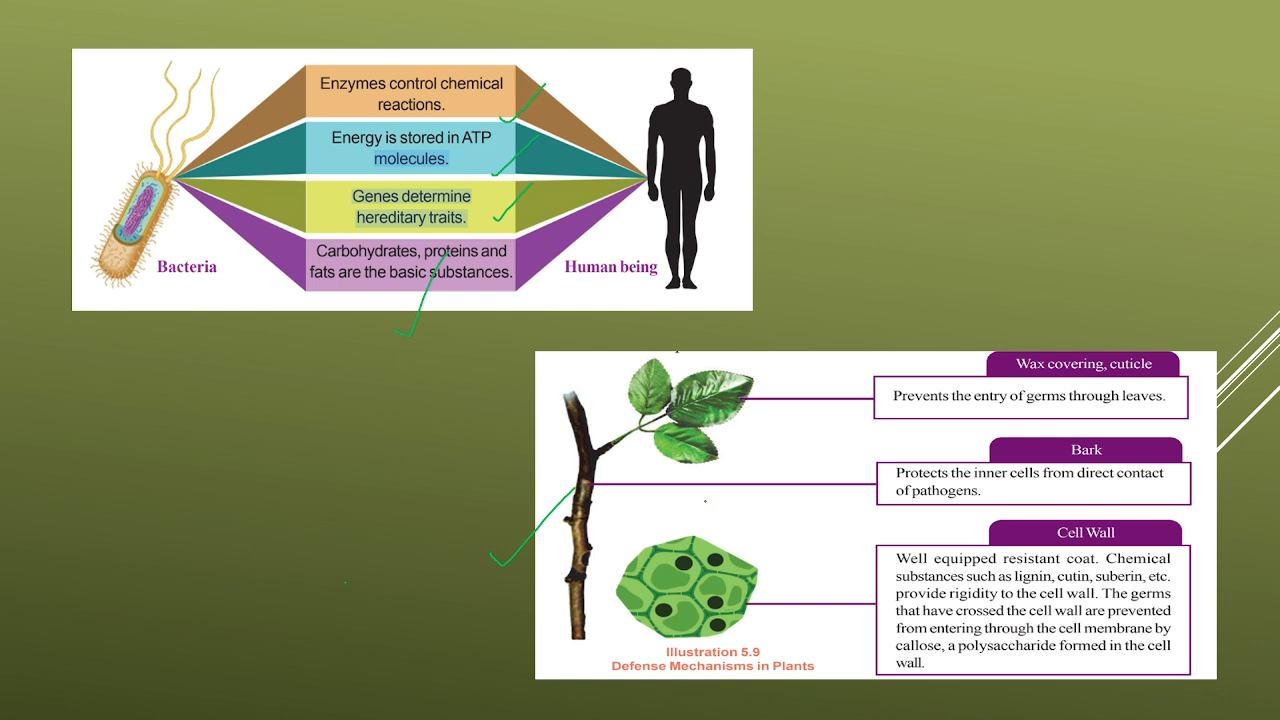 Enzymes control chemical
reactions.
Energy is stored in ATP
molecules.
Genes determine
hereditary traits.
Carbohydrates, proteins and
fats are the basic substances.
Bacteria
Human being
Wax covering, cuticle
Prevents the entry of germs through leaves.
Bark
Protects the inner cells from direct contact
of pathogens.
Cell Wall
Well equipped resistant coat. Chemical
substances such as lignin, cutin, suberin, etc.
provide rigidity to the cell wall. The germs
that have crossed the cell wall are prevented
from entering through the cell membrane by
callose, a polysaccharide formed in the cell
wall.
Illustration 5.9
Defense Mechanisms in Plants